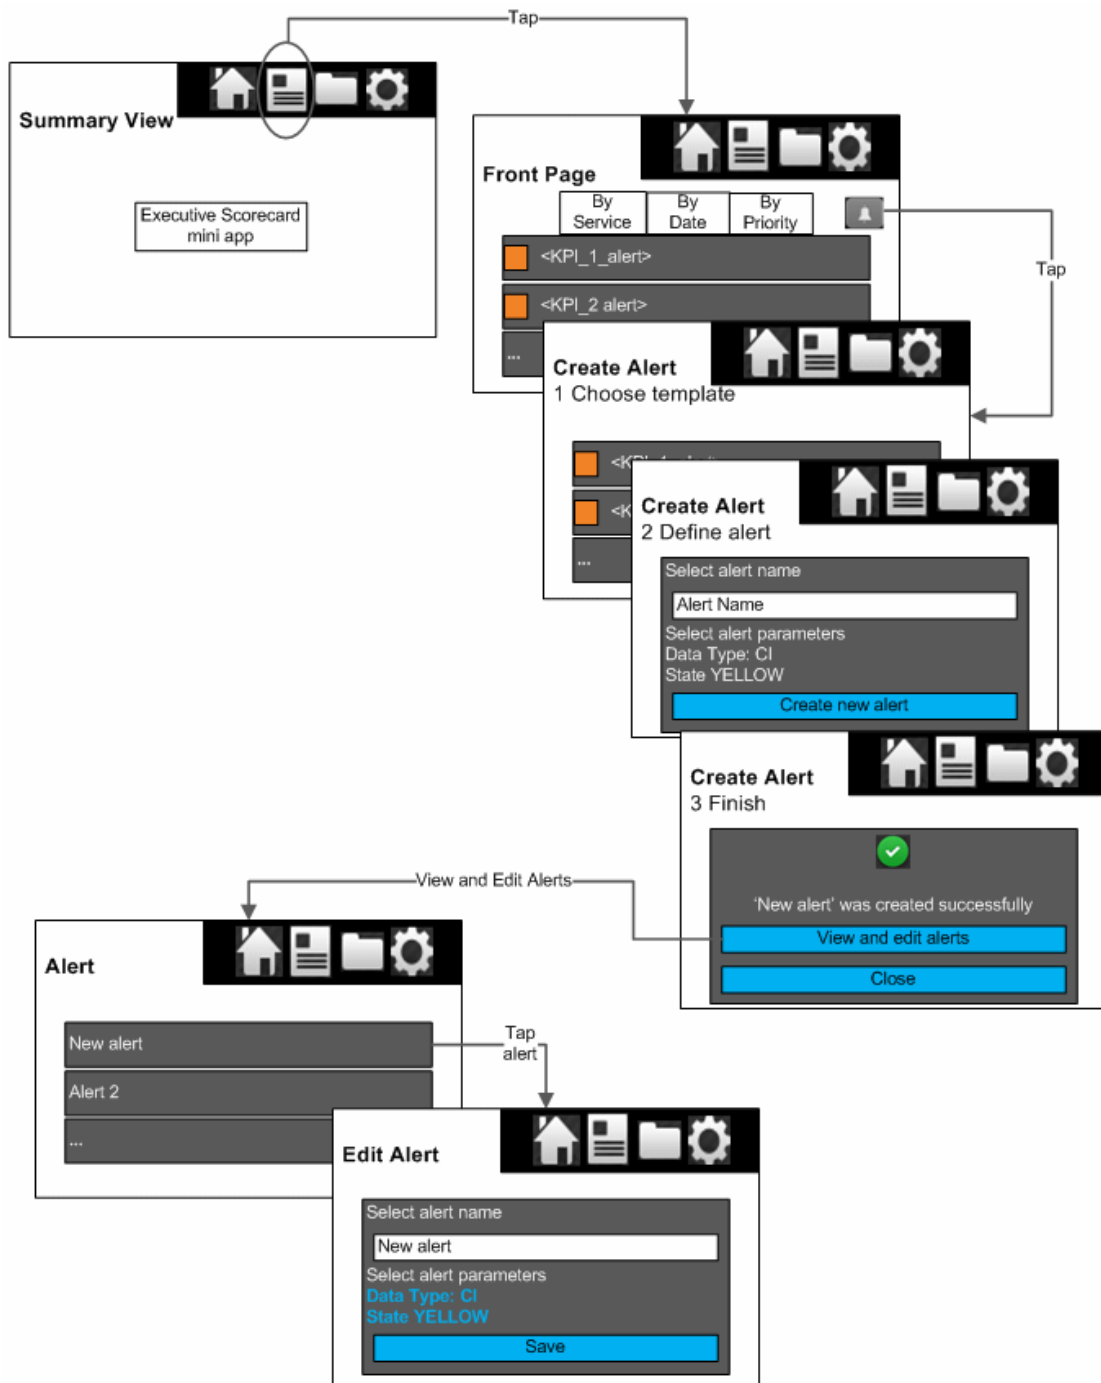 Tap
Summary View
Executive Scorecard
mini app
Front Page
By
Service
By
Date
By
Priority
<KPI_1_alert>
<KPI_2 alert>
...
Tap
Create Alert
1 Choose template
...
Create Alert
2 Define alert
Select alert name
Alert Name
Select alert parameters
Data Type: CI
State YELLOW
Create new alert
Create Alert
3 Finish
‘New alert’ was created successfully
View and edit alerts
Close
View and Edit Alerts
Alert
New alert
Alert 2
...
Tap
alert
Edit Alert
Select alert name
New alert
Select alert parameters
Data Type: CI
State YELLOW
Save